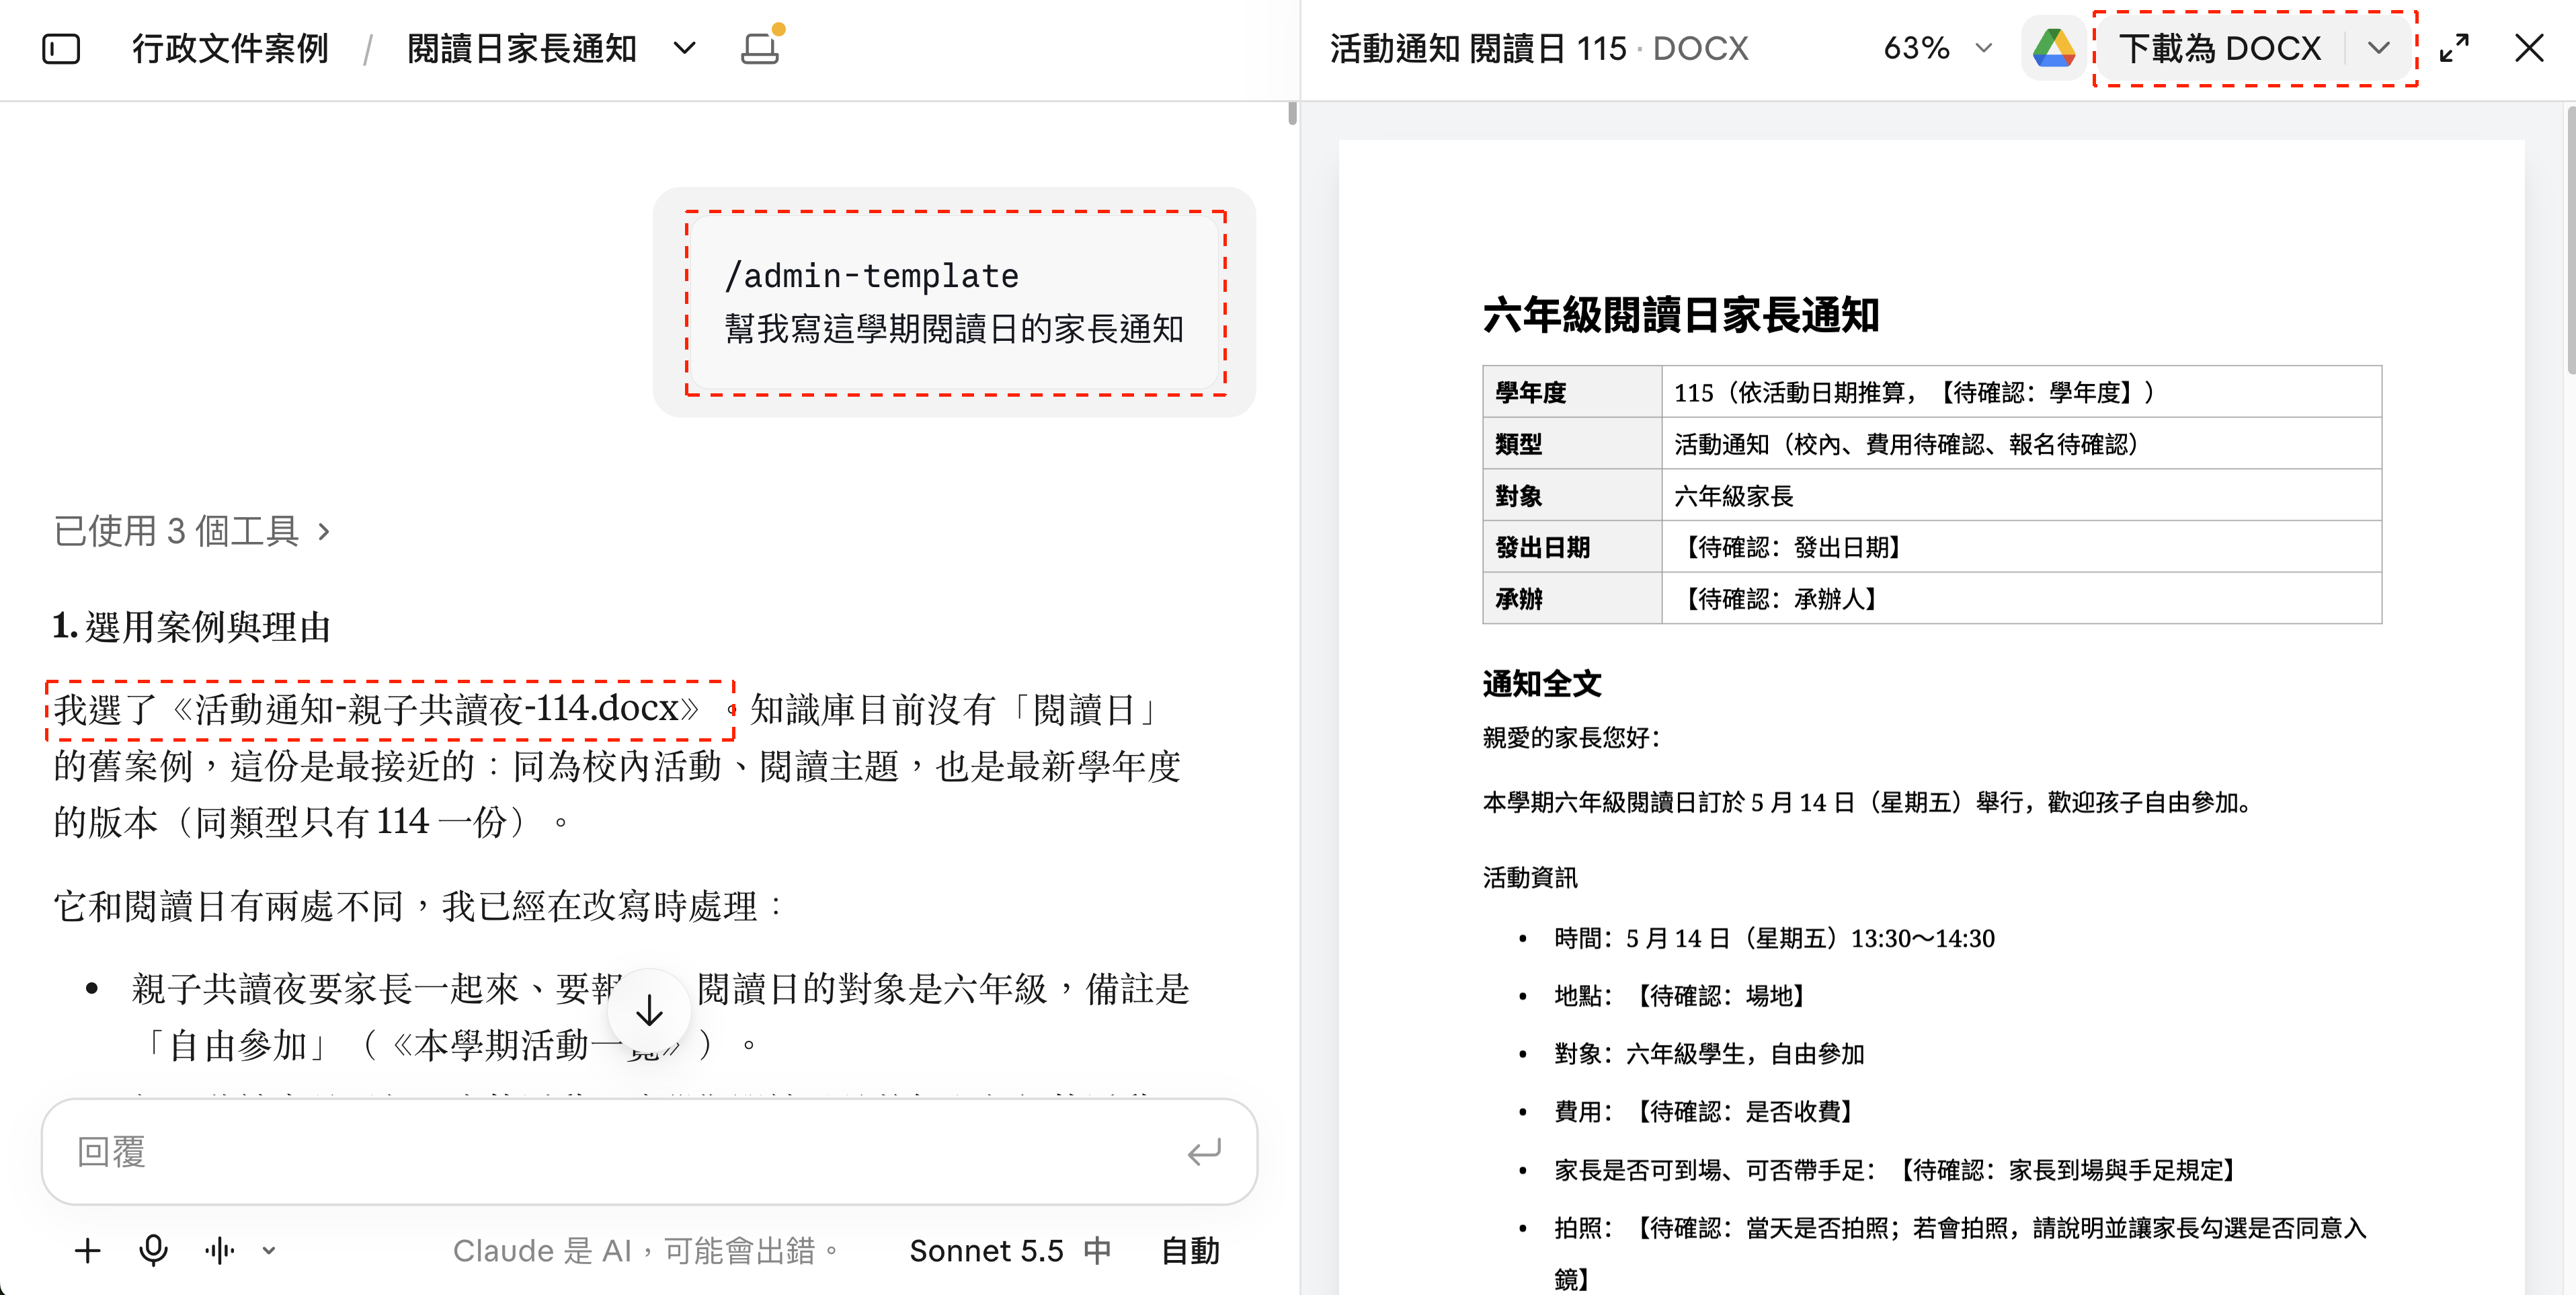 行政文件案例 / 閱讀日家長通知
/admin-template
幫我寫這學期閱讀日的家長通知
已使用 3 個工具
1. 選用案例與理由
我選了《活動通知-親子共讀夜-114.docx》。知識庫目前沒有「閱讀日」
的舊案例，這份是最接近的：同為校內活動、閱讀主題，也是最新學年度
的版本（同類型只有 114 一份）。
它和閱讀日有兩處不同，我已經在改寫時處理：
• 親子共讀夜要家長一起來、要報 閱讀日的對象是六年級，備註是
「自由參加」（《本學期活動一覽》）。
回覆
Claude 是 AI，可能會出錯。
Sonnet 5.5 中
自動
活動通知 閱讀日 115 · DOCX
63%
下載為 DOCX
六年級閱讀日家長通知
學年度 115（依活動日期推算，【待確認：學年度】）
類型 活動通知（校內、費用待確認、報名待確認）
對象 六年級家長
發出日期 【待確認：發出日期】
承辦 【待確認：承辦人】
通知全文
親愛的家長您好：
本學期六年級閱讀日訂於 5 月 14 日（星期五）舉行，歡迎孩子自由參加。
活動資訊
• 時間：5 月 14 日（星期五）13:30～14:30
• 地點：【待確認：場地】
• 對象：六年級學生，自由參加
• 費用：【待確認：是否收費】
• 家長是否可到場、可否帶手足：【待確認：家長到場與手足規定】
• 拍照：【待確認：當天是否拍照；若會拍照，請說明並讓家長勾選是否同意入
鏡】